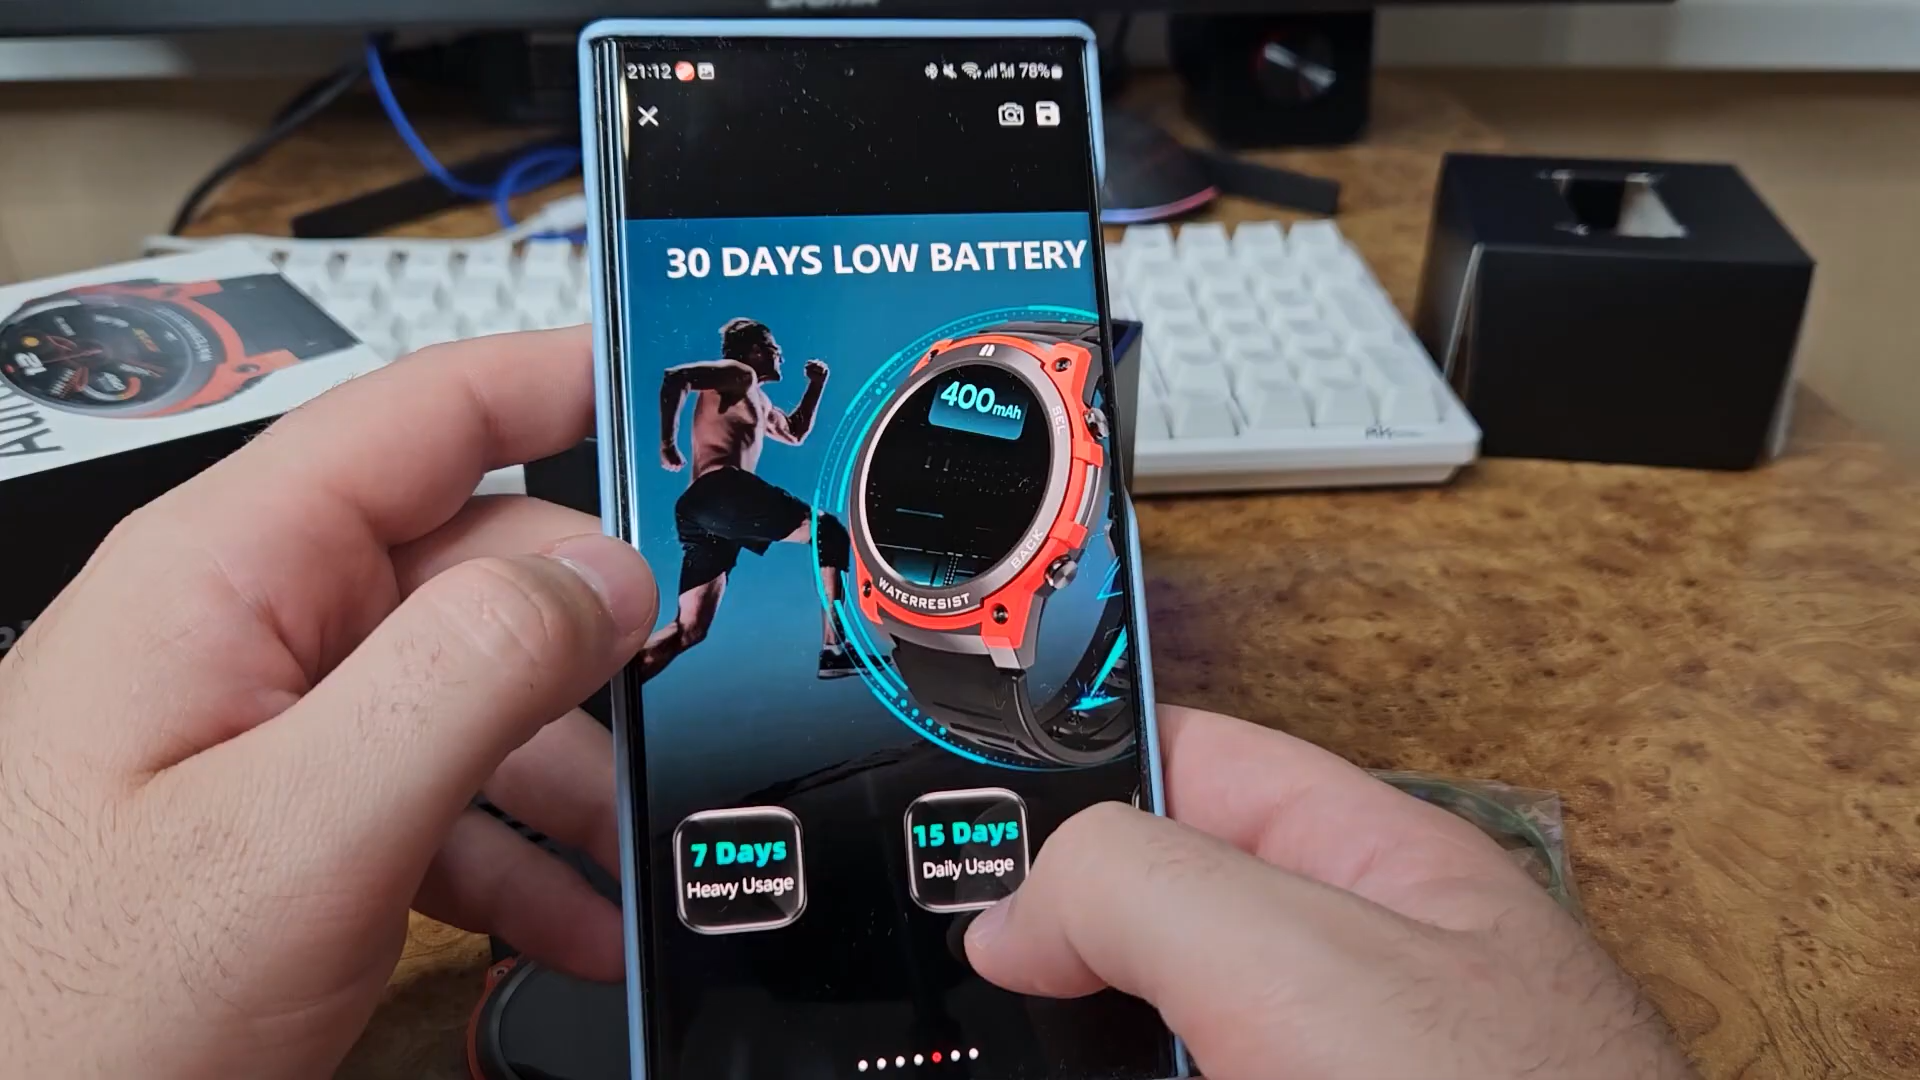 21:12
78%
30 DAYS LOW BATTERY
400mAh
SEL
BACK
WATERRESIST
7 Days
Heavy Usage
15 Days
Daily Usage